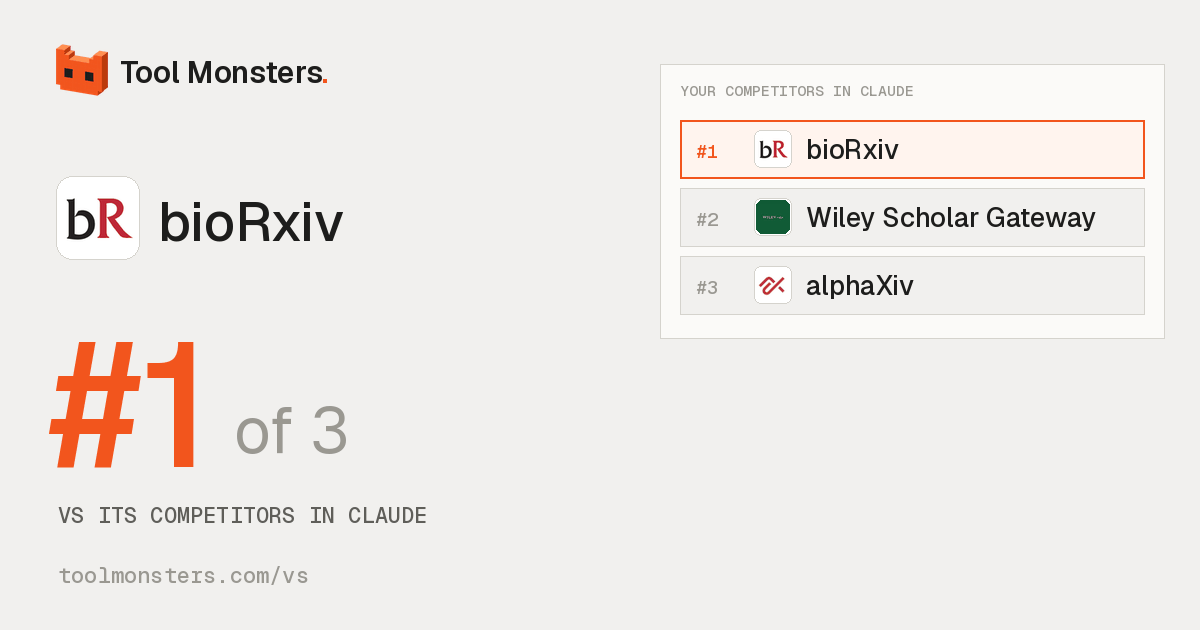 Tool Monsters.
bR bioRxiv
#1 of 3
VS ITS COMPETITORS IN CLAUDE
toolmonsters.com/vs
YOUR COMPETITORS IN CLAUDE
#1 bR bioRxiv
#2 Wiley Scholar Gateway
#3 alphaXiv